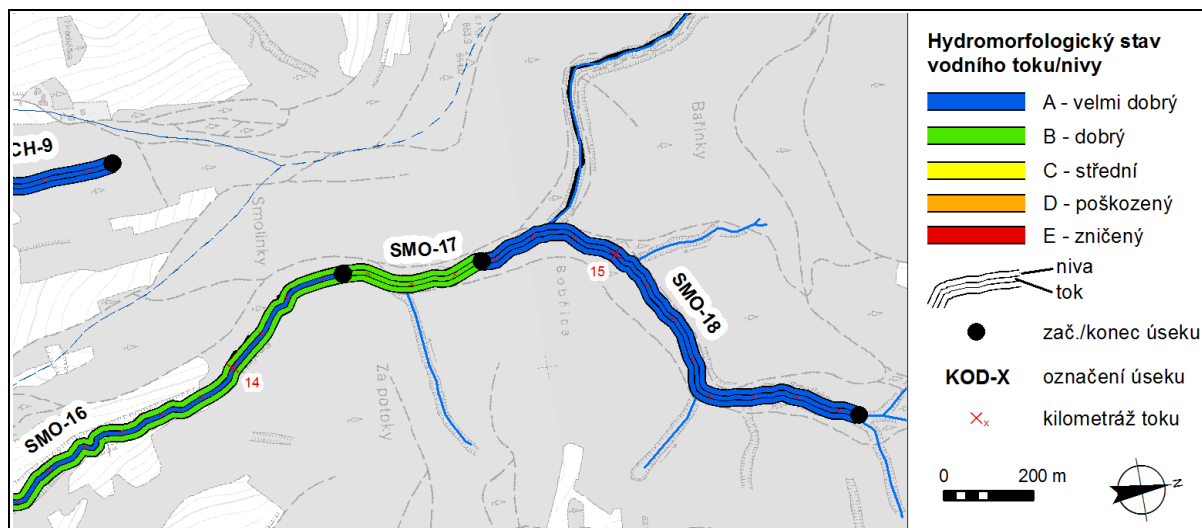 CH-9
Smolinky
SMO-17
Bařinky
15
Bobčice
SMO-18
14
Za potoky
SMO-16
Hydromorfologický stav
vodního toku/nivy
A - velmi dobrý
B - dobrý
C - střední
D - poškozený
E - zničený
niva
tok
zač./konec úseku
KOD-X označení úseku
x kilometráž toku
0 200 m
N